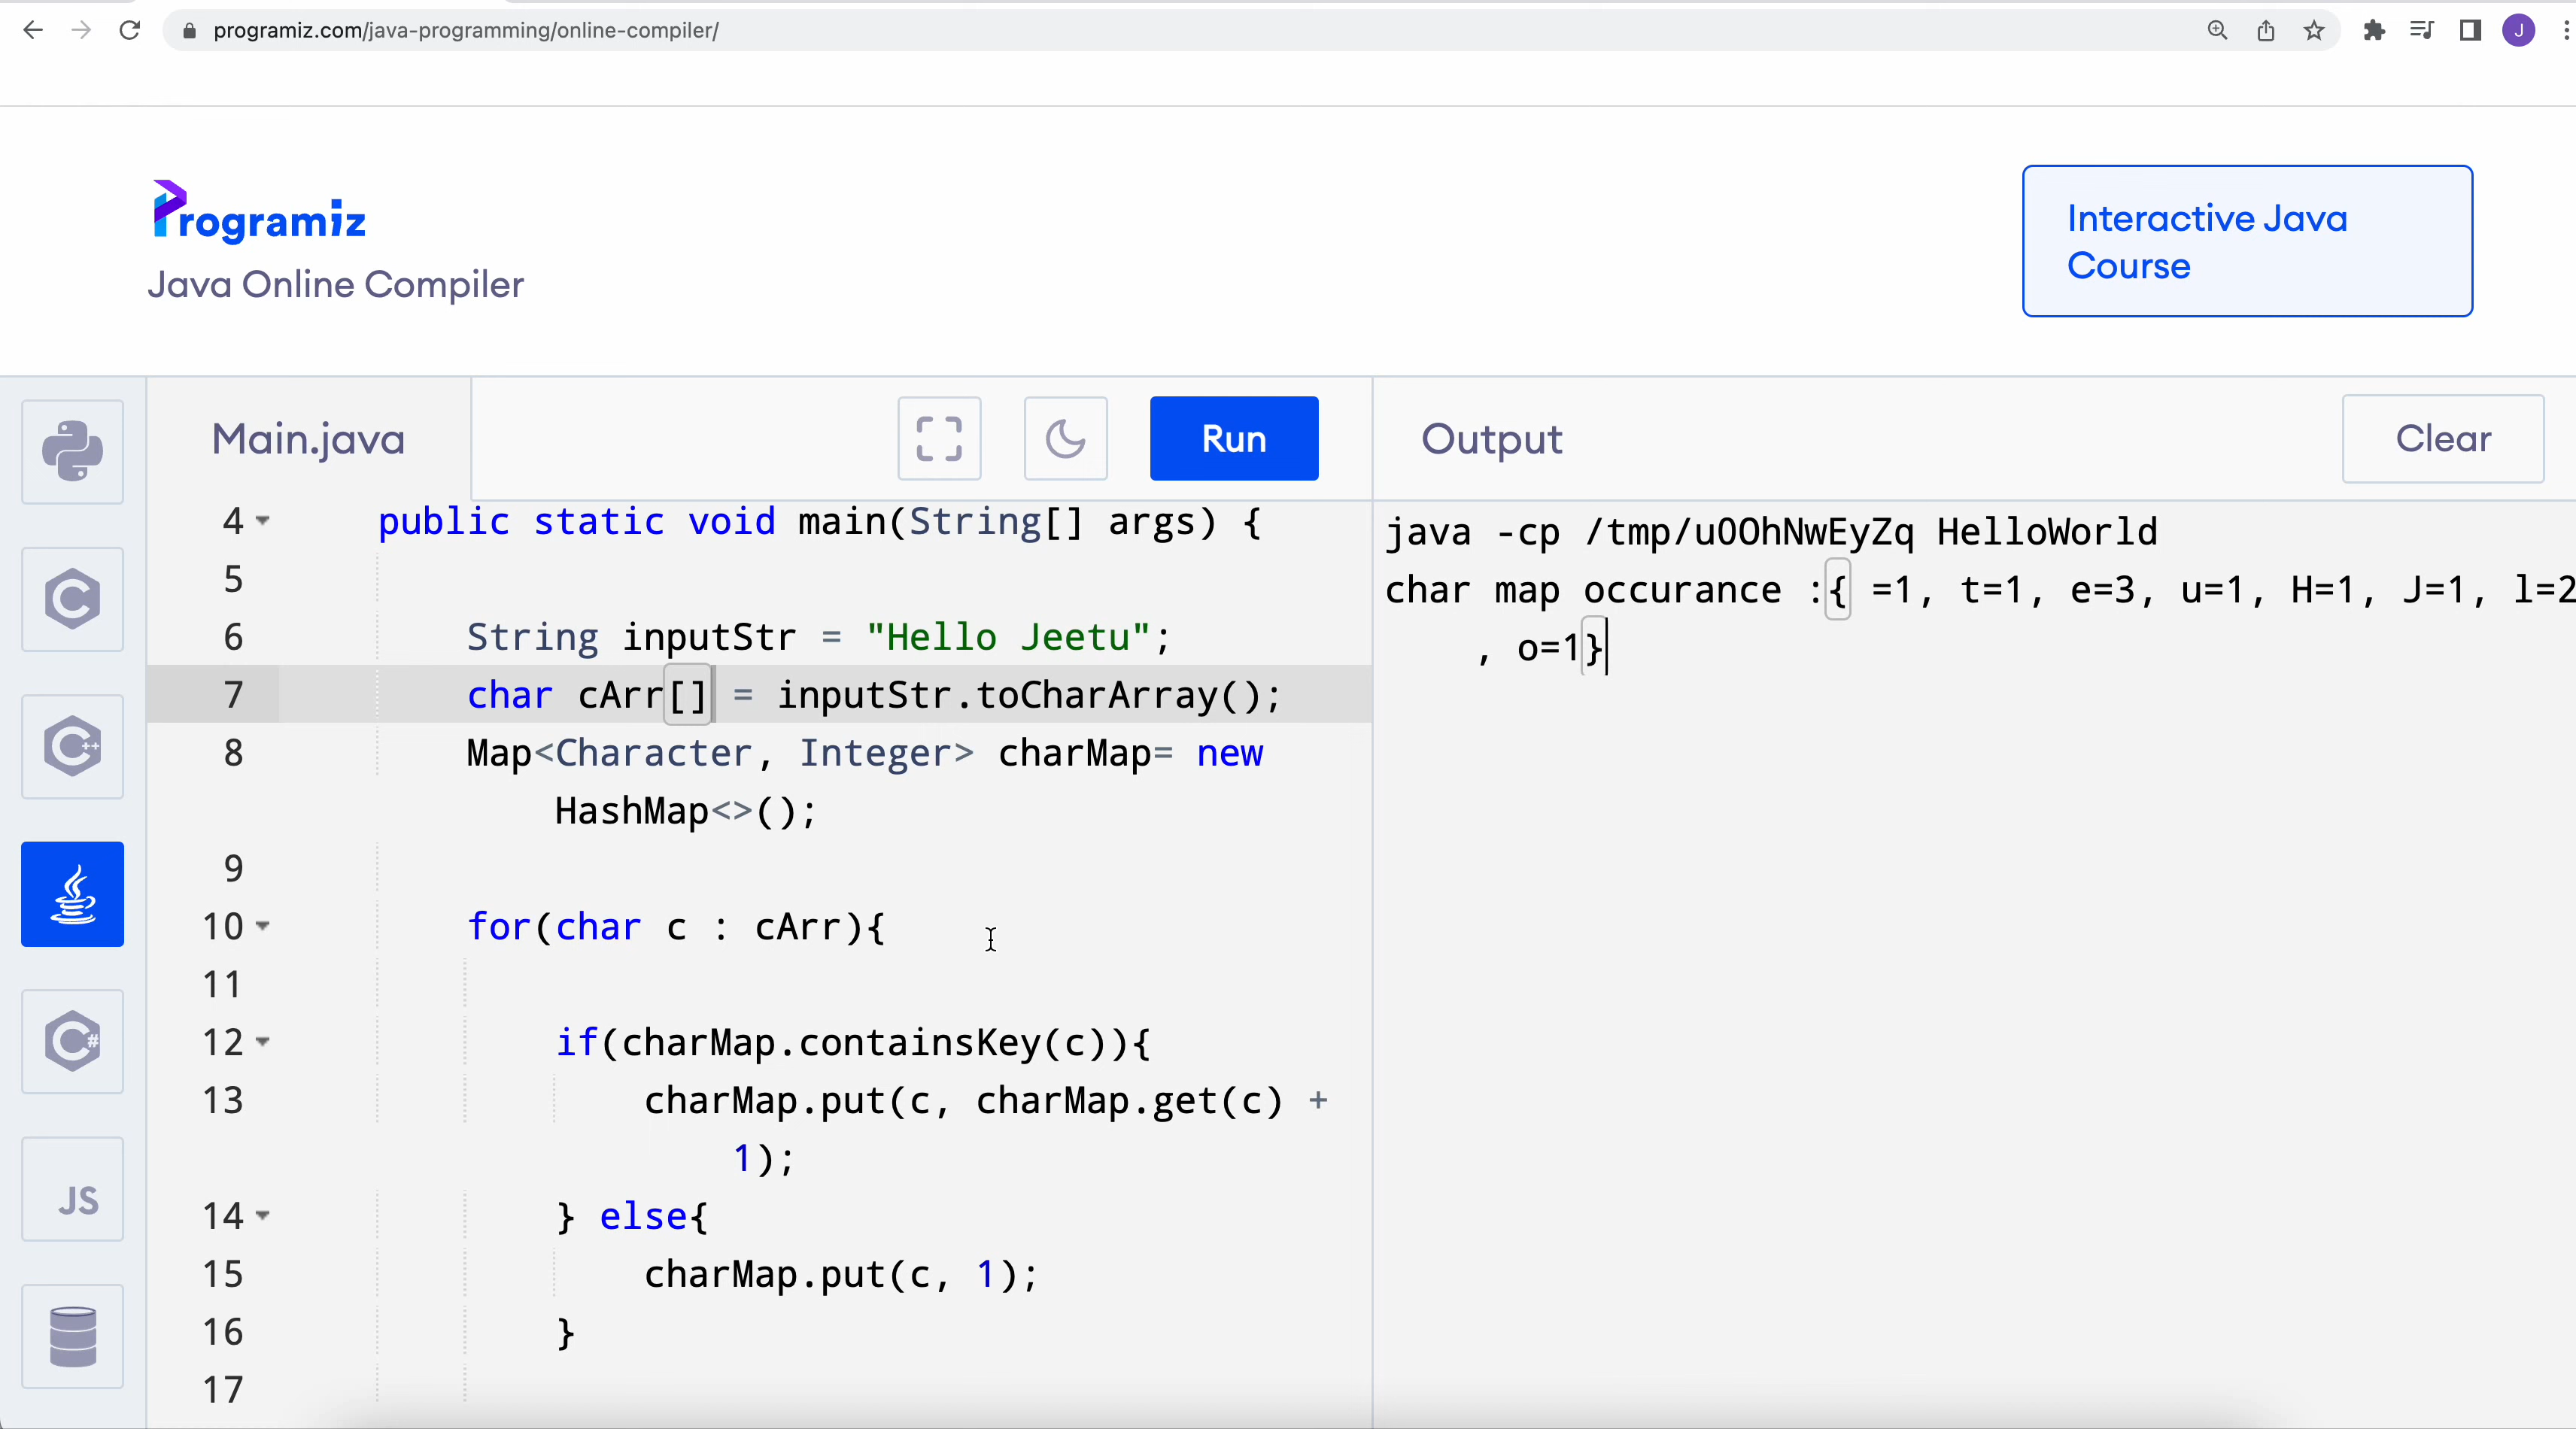 programiz.com/java-programming/online-compiler/
J
Programiz
Java Online Compiler
Interactive Java
Course
Main.java
Run
Output
Clear
4 public static void main(String[] args) {
5
6 String inputStr = "Hello Jeetu";
7 char cArr[] = inputStr.toCharArray();
8 Map<Character, Integer> charMap= new
HashMap<>();
9
10 for(char c : cArr){
11
12 if(charMap.containsKey(c)){
13 charMap.put(c, charMap.get(c) +
1);
14 } else{
15 charMap.put(c, 1);
16 }
17
java -cp /tmp/uOOhNwEyZq HelloWorld
char map occurance :{ =1, t=1, e=3, u=1, H=1, J=1, l=2
, o=1}
C
C++
C#
JS